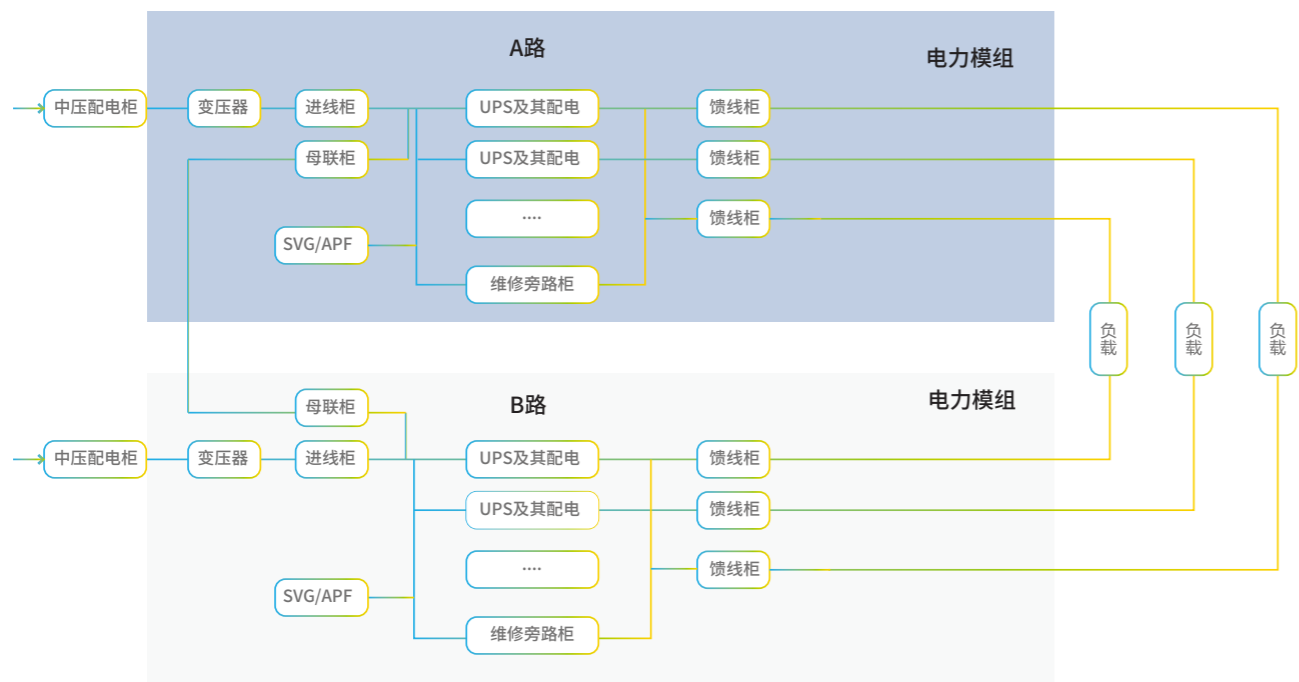 A路
电力模组
中压配电柜
变压器
进线柜
UPS及其配电
馈线柜
母联柜
UPS及其配电
馈线柜
....
馈线柜
SVG/APF
维修旁路柜
负载
负载
负载
母联柜
B路
电力模组
中压配电柜
变压器
进线柜
UPS及其配电
馈线柜
UPS及其配电
馈线柜
....
馈线柜
SVG/APF
维修旁路柜